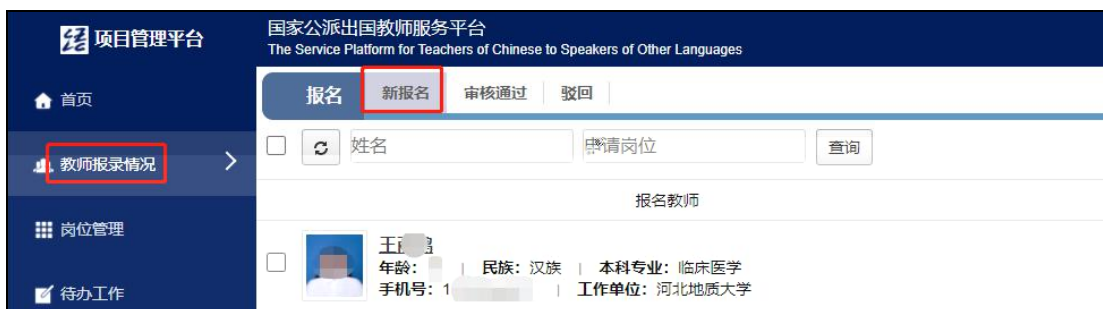 项目管理平台
国家公派出国教师服务平台
The Service Platform for Teachers of Chinese to Speakers of Other Languages
首页
教师报录情况
岗位管理
待办工作
报名 新报名 审核通过 驳回
姓名 申请岗位 查询
报名教师
王
年龄： | 民族：汉族 | 本科专业：临床医学
手机号：1 | 工作单位：河北地质大学